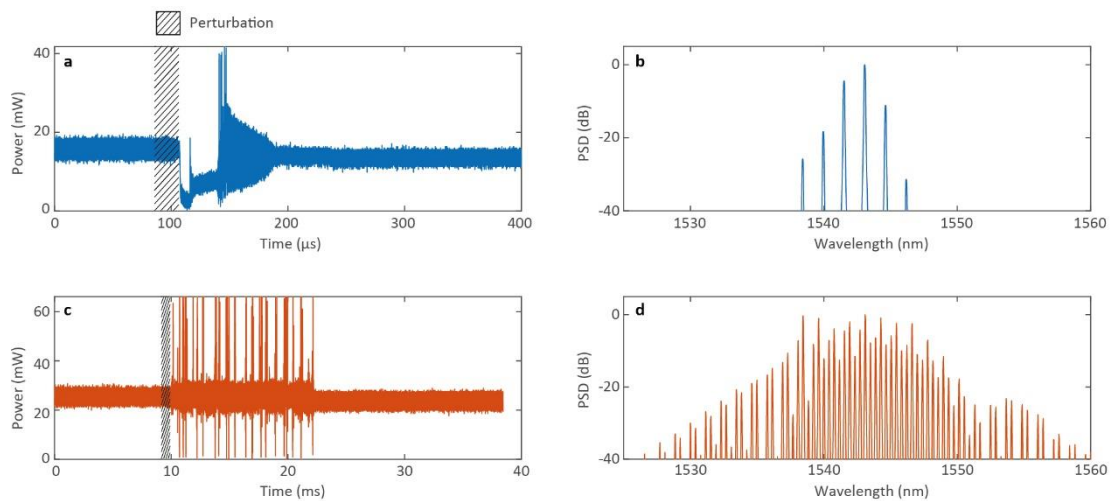 Perturbation
a
Power (mW)
40
20
0
0
100
200
300
400
Time (μs)
b
PSD (dB)
0
-20
-40
1530
1540
1550
1560
Wavelength (nm)
c
Power (mW)
60
40
20
0
0
10
20
30
40
Time (ms)
d
PSD (dB)
0
-20
-40
1530
1540
1550
1560
Wavelength (nm)